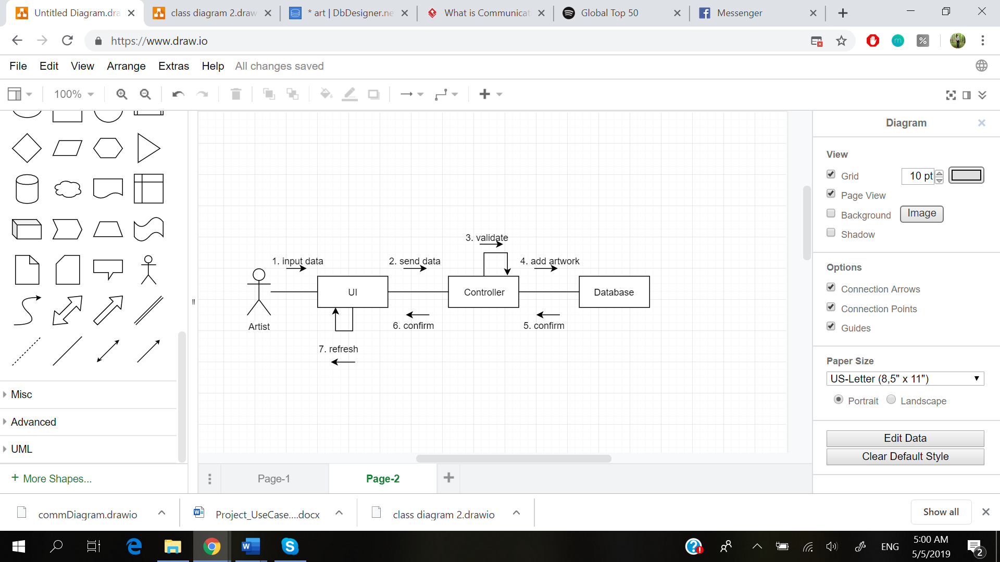 Untitled Diagram.dra
class diagram 2.draw
* art | DbDesigner.ne
What is Communicat
Global Top 50
Messenger
https://www.draw.io
m
%
File Edit View Arrange Extras Help All changes saved
100%
Diagram
View
Grid 10 pt
Page View
Background Image
Shadow
Options
Connection Arrows
Connection Points
Guides
Paper Size
US-Letter (8,5" x 11")
Portrait Landscape
Edit Data
Clear Default Style
3. validate
1. input data
2. send data
4. add artwork
UI
Controller
Database
Artist
6. confirm
5. confirm
7. refresh
Misc
Advanced
UML
+ More Shapes...
Page-1
Page-2
commDiagram.drawio
Project_UseCase....docx
class diagram 2.drawio
Show all
ENG
5:00 AM
5/5/2019
2